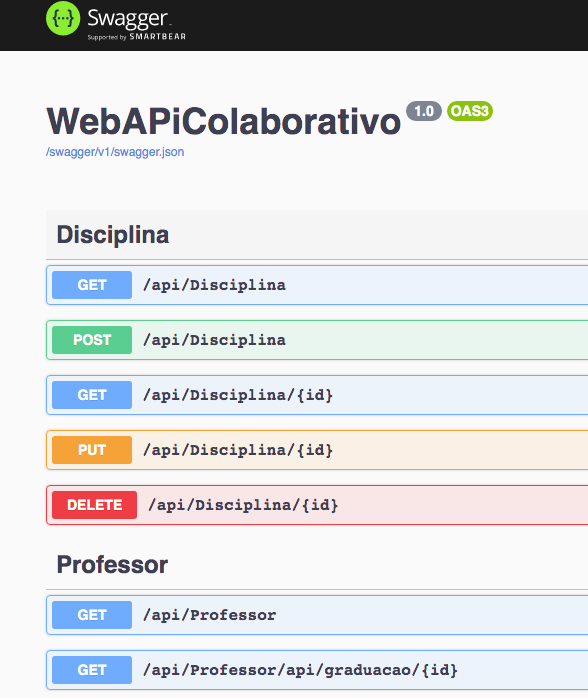 {···} Swagger
Supported by SMARTBEAR
WebAPiColaborativo 1.0 OAS3
/swagger/v1/swagger.json
Disciplina
GET /api/Disciplina
POST /api/Disciplina
GET /api/Disciplina/{id}
PUT /api/Disciplina/{id}
DELETE /api/Disciplina/{id}
Professor
GET /api/Professor
GET /api/Professor/api/graduacao/{id}